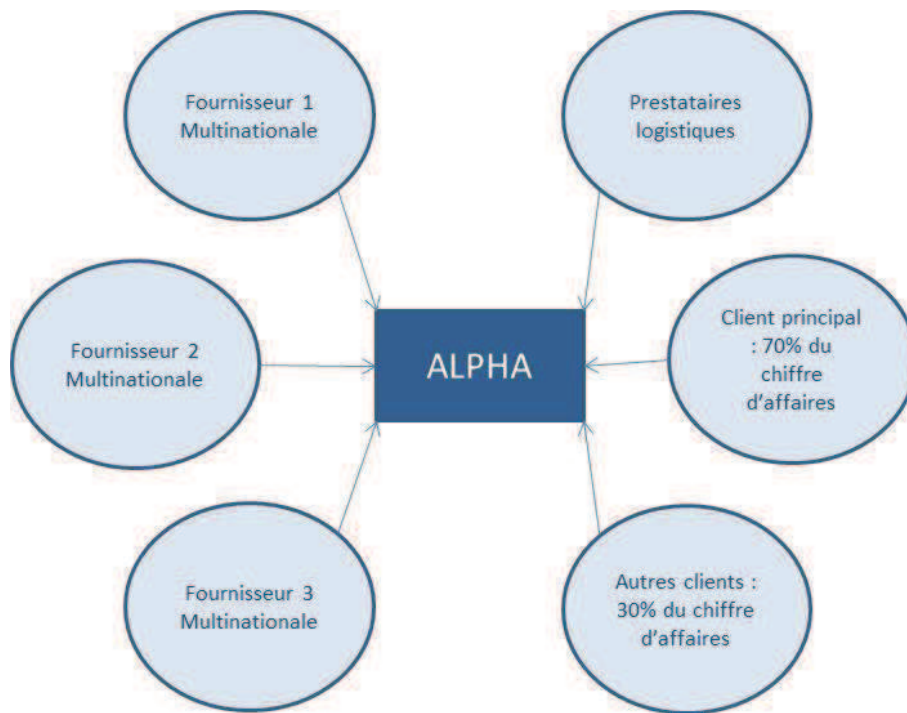 Fournisseur 1
Multinationale
Prestataires
logistiques
Fournisseur 2
Multinationale
ALPHA
Client principal
: 70% du
chiffre
d'affaires
Fournisseur 3
Multinationale
Autres clients :
30% du chiffre
d'affaires